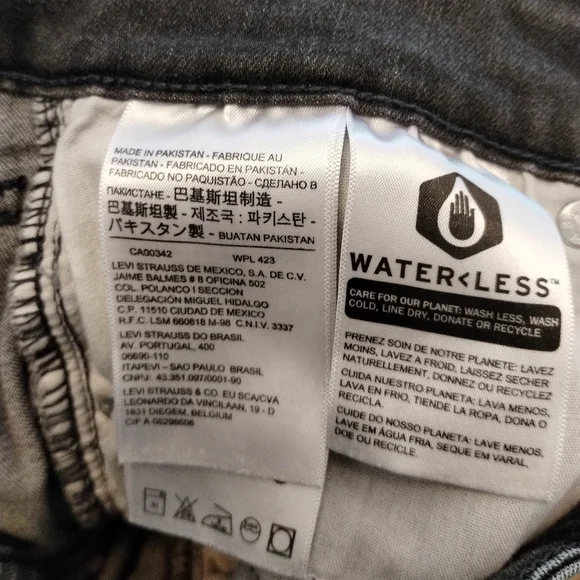 MADE IN PAKISTAN - FABRIQUE AU
PAKISTAN - FABRICADO EN PAKISTÁN -
FABRICADO NO PAQUISTÃO - СДЕЛАНО В
ПАКИСТАНЕ - 巴基斯坦制造 -
巴基斯坦製 - 제조국 : 파키스탄 -
パキスタン製 - BUATAN PAKISTAN
CA00342 WPL 423
LEVI STRAUSS DE MEXICO, S.A. DE C.V.
JAIME BALMES # 8 OFICINA 502
COL. POLANCO I SECCION
DELEGACIÓN MIGUEL HIDALGO
C.P. 11510 CIUDAD DE MEXICO
R.F.C. LSM 660818 M-98 C.N.I.V. 3337
LEVI STRAUSS DO BRASIL
AV. PORTUGAL, 400
06690-110
ITAPEVI - SAO PAULO BRASIL
CNPJ: 43.351.097/0001-90
LEVI STRAUSS & CO. EU SCA/CVA
LEONARDO DA VINCILAAN, 19 - D
1831 DIEGEM, BELGIUM
CIF A 08298606
WATER<LESS™
CARE FOR OUR PLANET: WASH LESS, WASH
COLD, LINE DRY, DONATE OR RECYCLE
PRENEZ SOIN DE NOTRE PLANETE: LAVEZ
MOINS, LAVEZ A FROID, LAISSEZ SECHER
NATURELLEMENT, DONNEZ OU RECYCLEZ
CUIDA NUESTRO PLANETA: LAVA MENOS,
LAVA EN FRIO, TIENDE LA ROPA, DONA O
RECICLA.
CUIDE DO NOSSO PLANETA: LAVE MENOS,
LAVE EM ÁGUA FRIA, SEQUE EM VARAL,
DOE OU RECICLE.